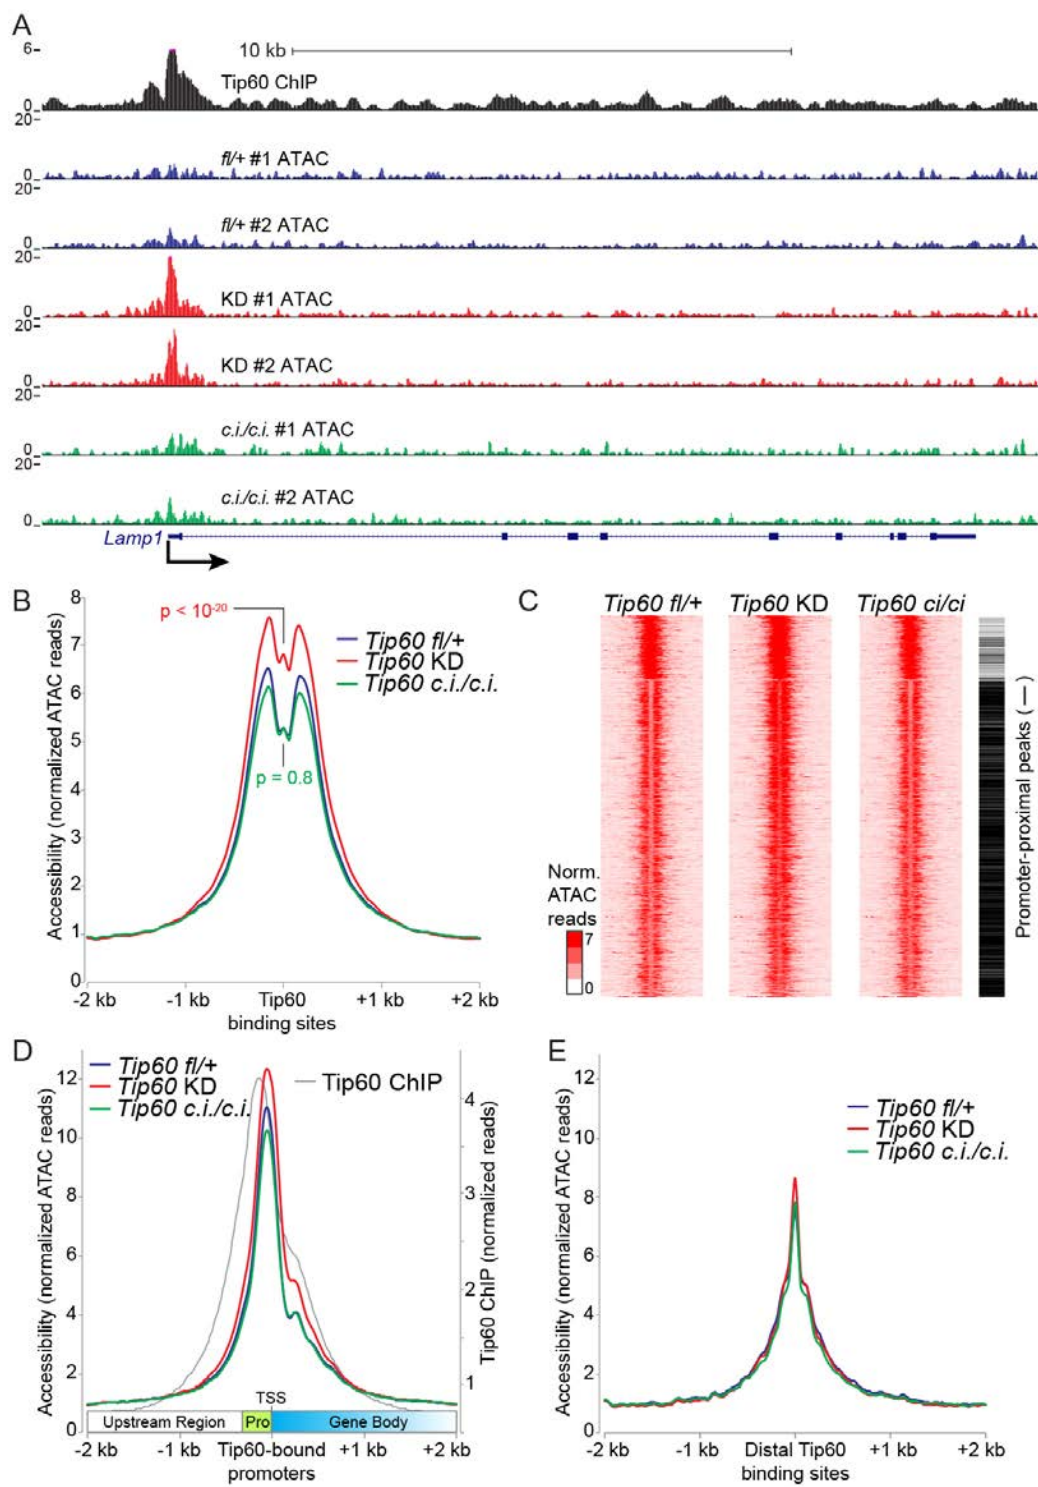 A
6
10 kb
Tip60 ChIP
0
20
fl/+ #1 ATAC
0
20
fl/+ #2 ATAC
0
20
KD #1 ATAC
0
20
KD #2 ATAC
0
20
c.i./c.i. #1 ATAC
0
20
c.i./c.i. #2 ATAC
0
Lamp1
B
Accessibility (normalized ATAC reads)
8
7
6
5
4
3
2
1
0
p < 10-20
Tip60 fl/+
Tip60 KD
Tip60 c.i./c.i.
p = 0.8
-2 kb
-1 kb
Tip60
+1 kb
+2 kb
binding sites
C
Tip60 fl/+
Tip60 KD
Tip60 ci/ci
Norm.
ATAC
reads
7
0
Promoter-proximal peaks ( — )
D
Accessibility (normalized ATAC reads)
12
10
8
6
4
2
0
Tip60 fl/+
Tip60 KD
Tip60 c.i./c.i.
Tip60 ChIP
4
3
2
1
Tip60 ChIP (normalized reads)
TSS
Upstream Region
Pro
Gene Body
-2 kb
-1 kb
Tip60-bound
+1 kb
+2 kb
promoters
E
Accessibility (normalized ATAC reads)
12
10
8
6
4
2
0
Tip60 fl/+
Tip60 KD
Tip60 c.i./c.i.
-2 kb
-1 kb
Distal Tip60
+1 kb
+2 kb
binding sites